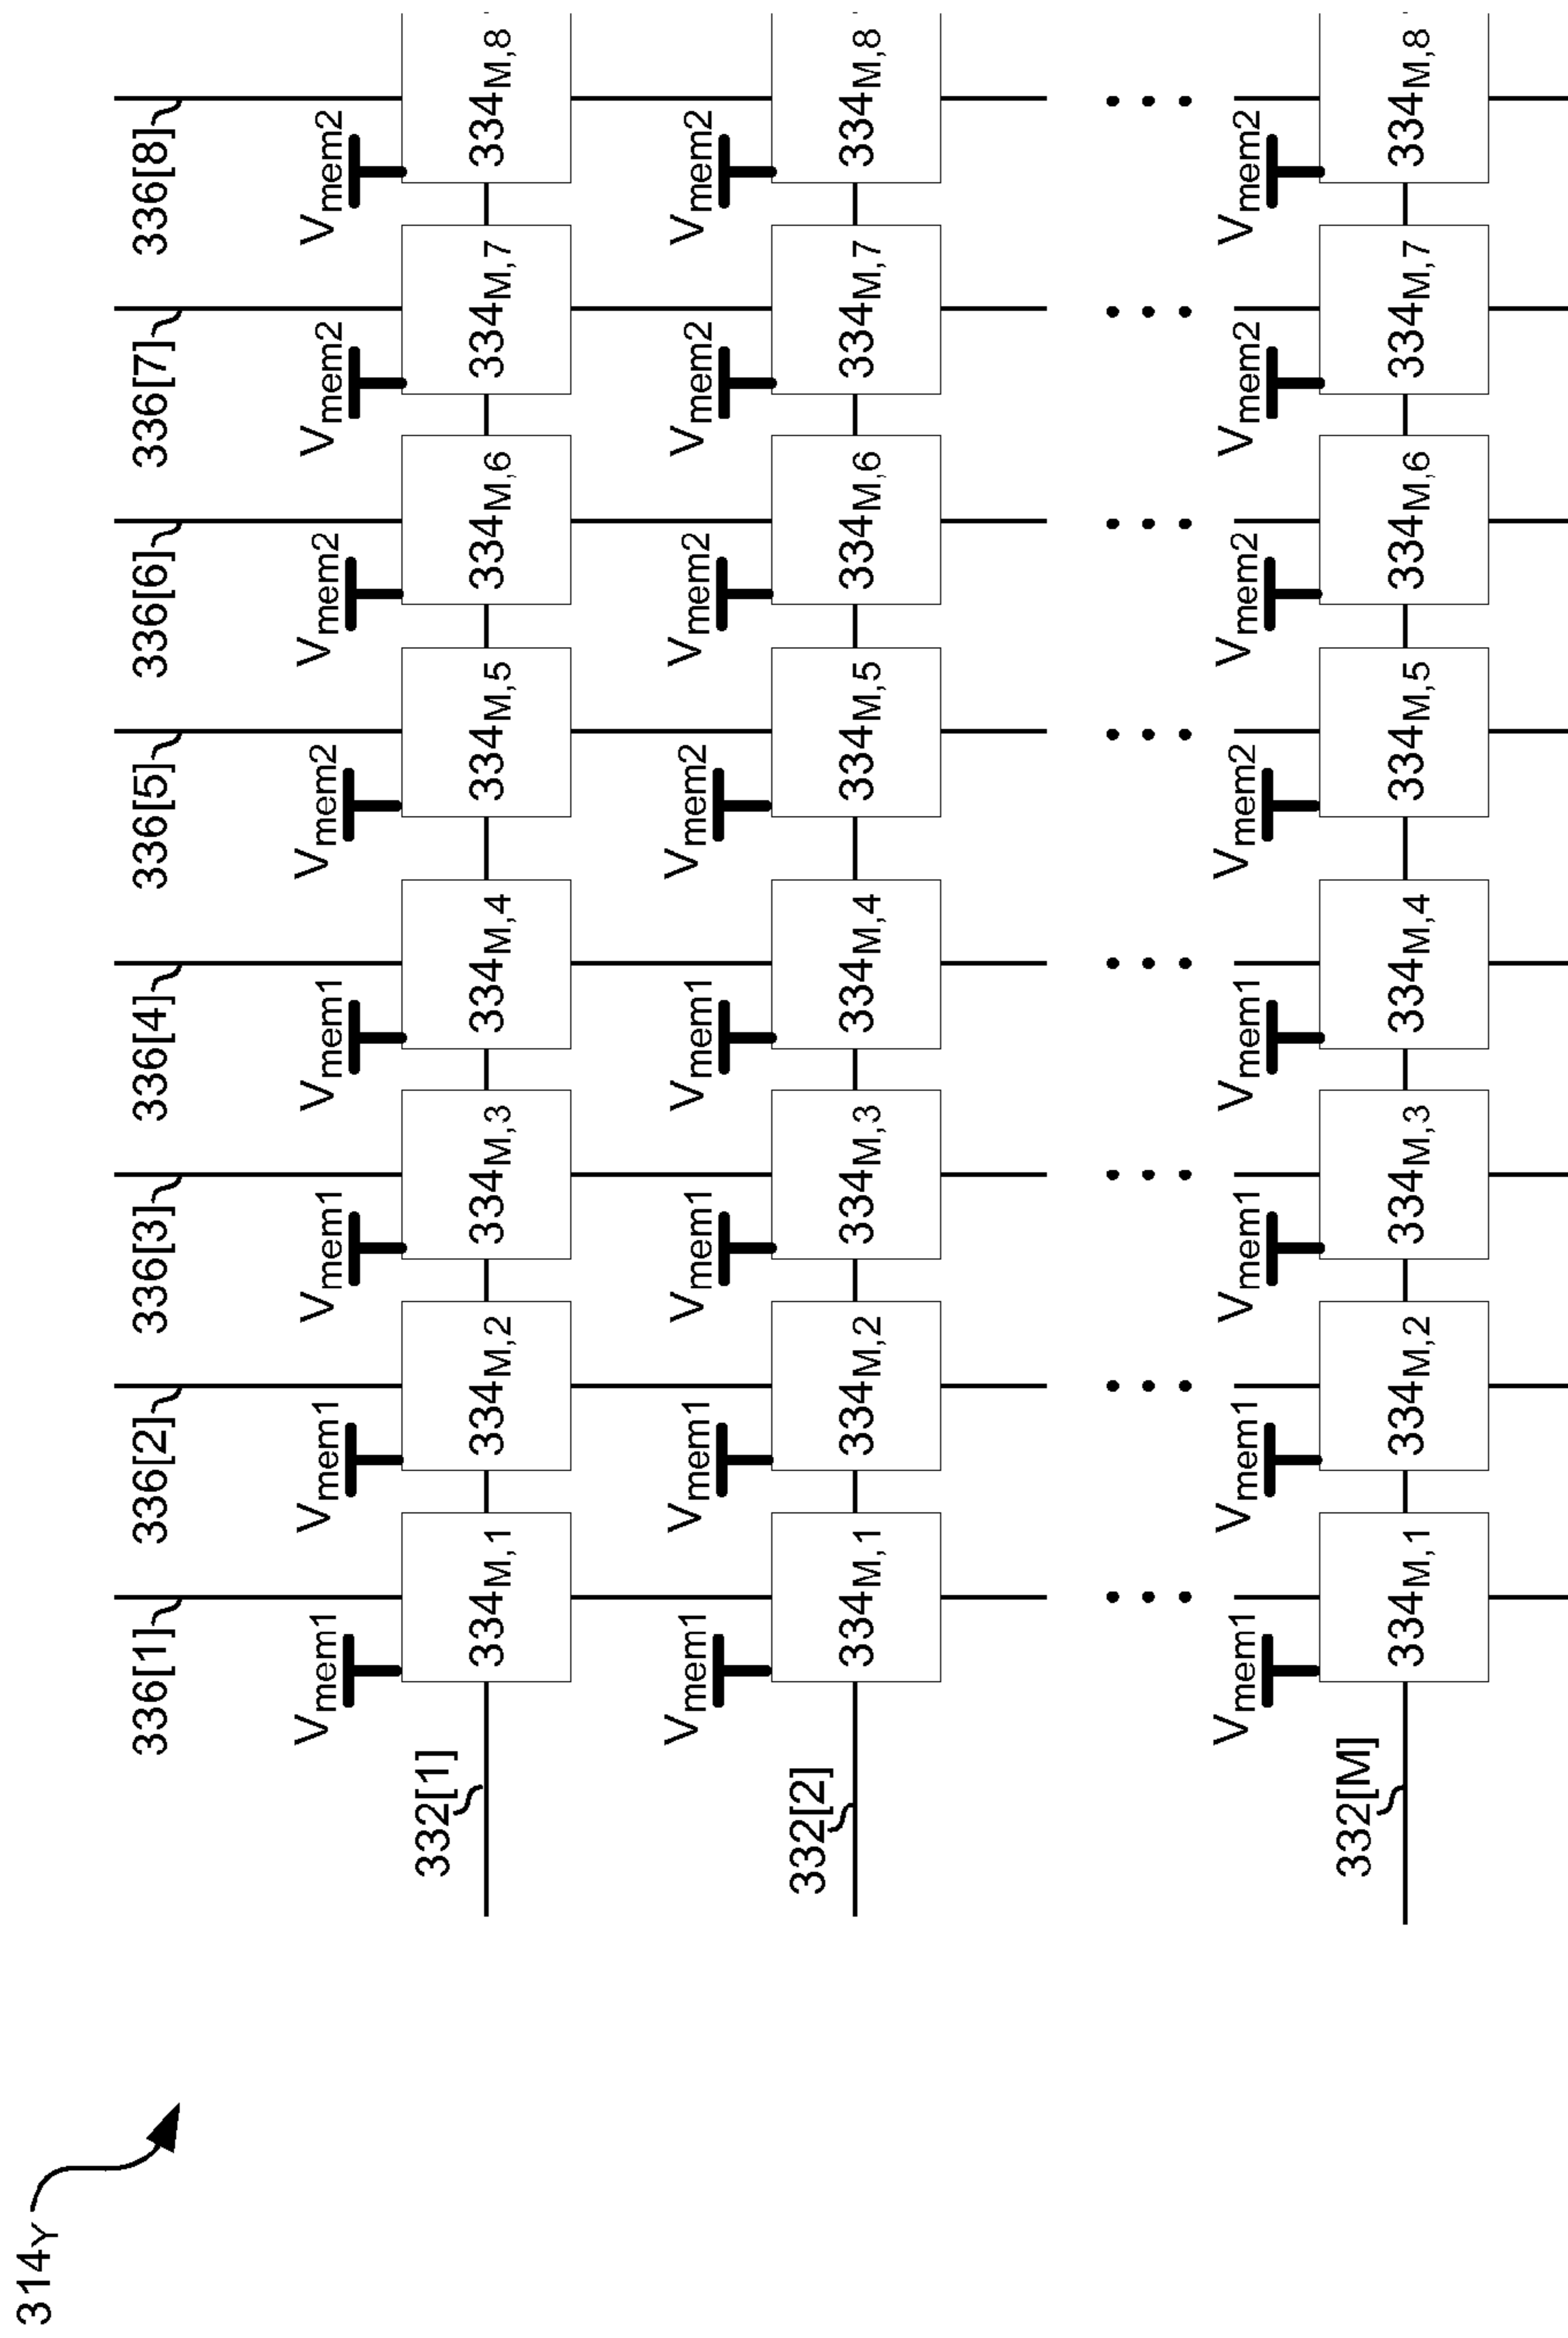 314Y
336[1] 336[2] 336[3] 336[4] 336[5] 336[6] 336[7] 336[8]
Vmem1 Vmem1 Vmem1 Vmem1 Vmem2 Vmem2 Vmem2 Vmem2
332[1] 334M,1 334M,2 334M,3 334M,4 334M,5 334M,6 334M,7 334M,8
Vmem1 Vmem1 Vmem1 Vmem1 Vmem2 Vmem2 Vmem2 Vmem2
332[2] 334M,1 334M,2 334M,3 334M,4 334M,5 334M,6 334M,7 334M,8
Vmem1 Vmem1 Vmem1 Vmem1 Vmem2 Vmem2 Vmem2 Vmem2
332[M] 334M,1 334M,2 334M,3 334M,4 334M,5 334M,6 334M,7 334M,8